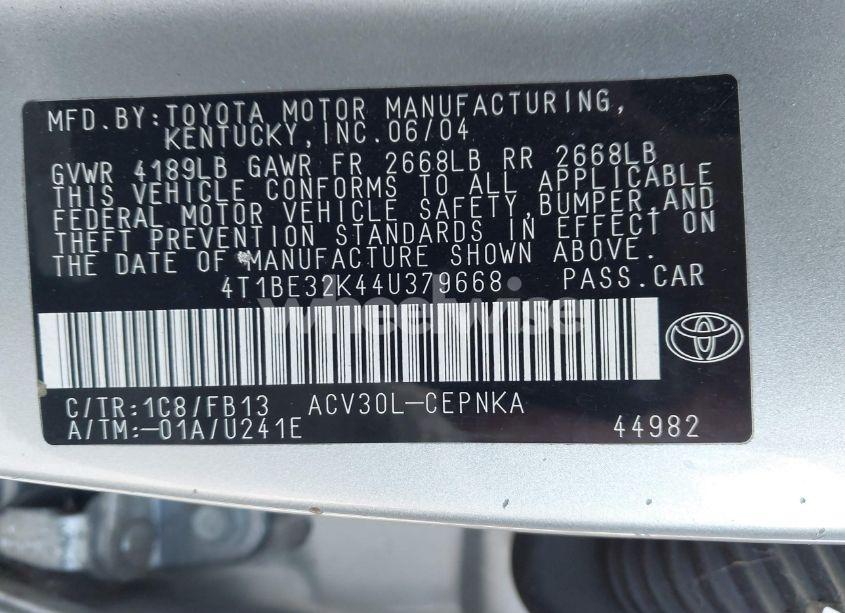 MFD.BY:TOYOTA MOTOR MANUFACTURING,
KENTUCKY,INC.06/04
GVWR 4189LB GAWR FR 2668LB RR 2668LB
THIS VEHICLE CONFORMS TO ALL APPLICABLE
FEDERAL MOTOR VEHICLE SAFETY,BUMPER,AND
THEFT PREVENTION STANDARDS IN EFFECT ON
THE DATE OF MANUFACTURE SHOWN ABOVE.
4T1BE32K44U379668 PASS.CAR
wheelwise
C/TR:1C8/FB13 ACV30L-CEPNKA
A/TM:-01A/U241E 44982